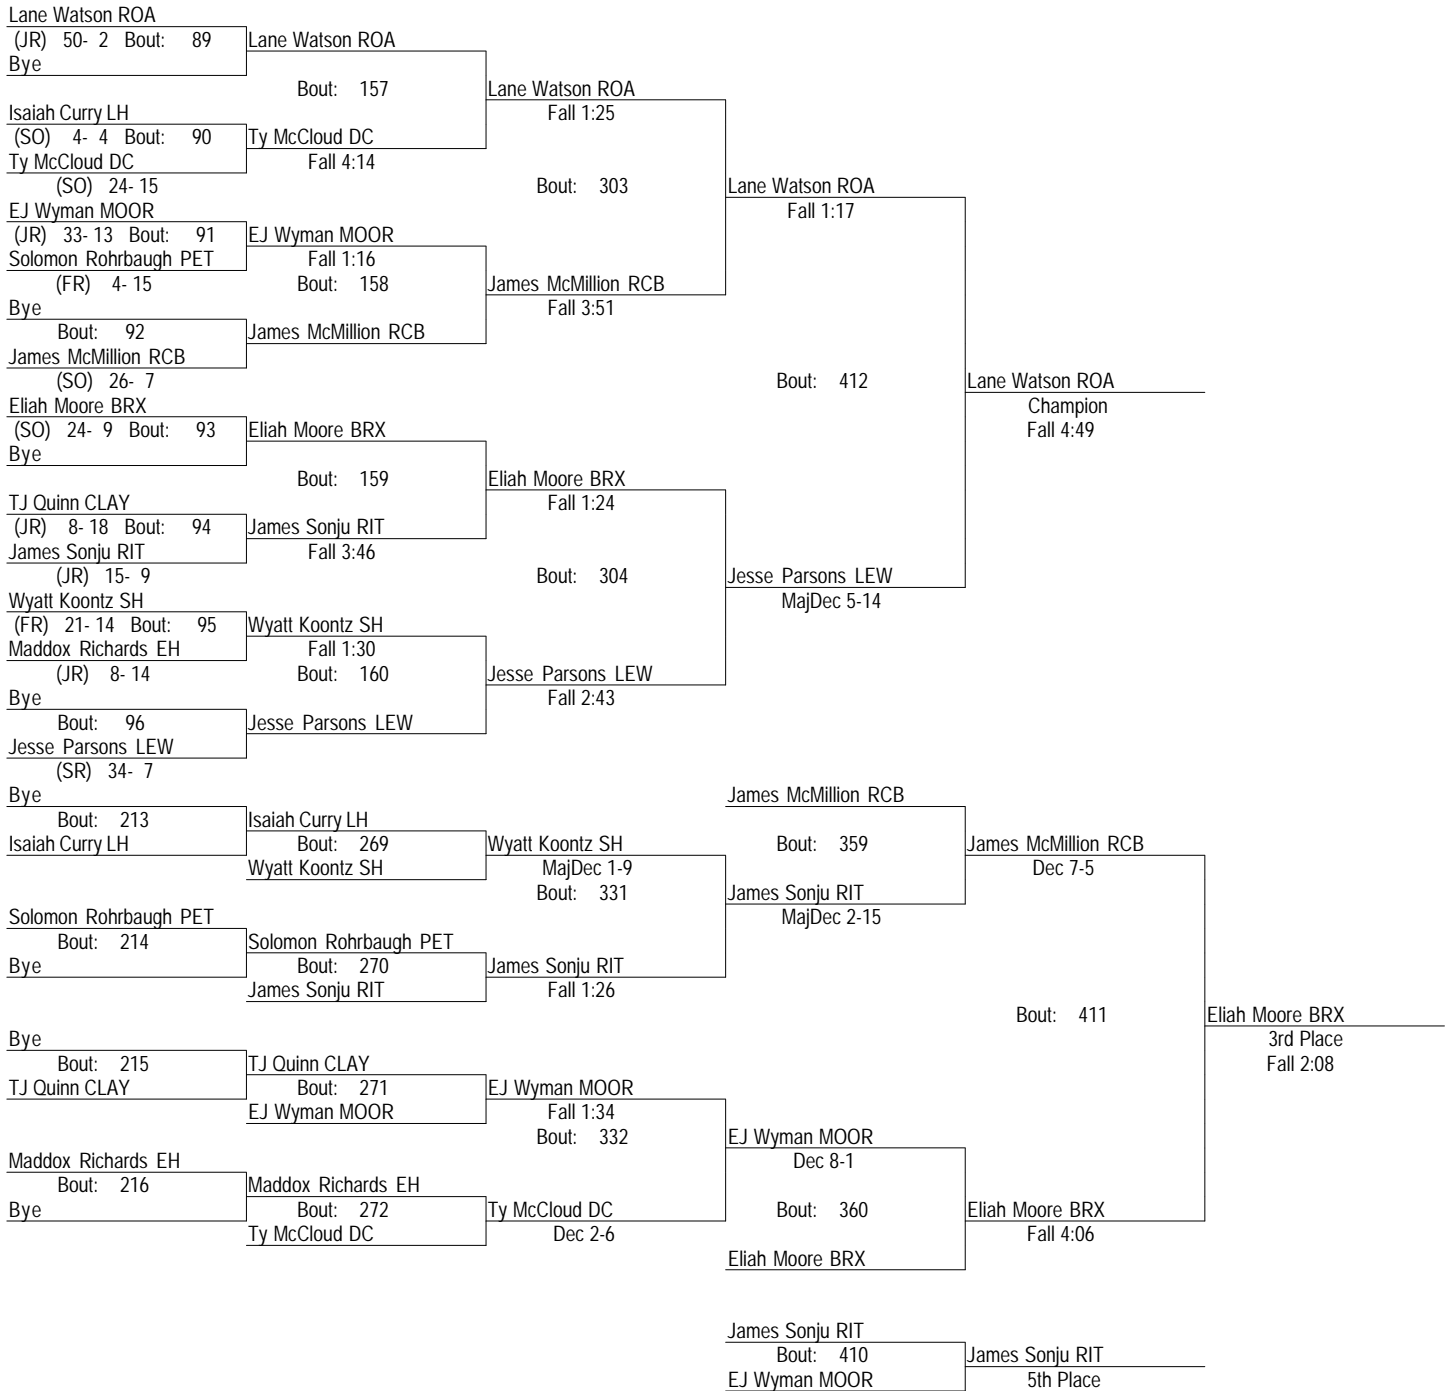 Lane Watson ROA
(JR) 50- 2 Bout: 89 Lane Watson ROA
Bye
Bout: 157 Lane Watson ROA
Isaiah Curry LH Fall 1:25
(SO) 4- 4 Bout: 90 Ty McCloud DC
Ty McCloud DC Fall 4:14
(SO) 24- 15 Bout: 303 Lane Watson ROA
EJ Wyman MOOR Fall 1:17
(JR) 33- 13 Bout: 91 EJ Wyman MOOR
Solomon Rohrbaugh PET Fall 1:16
(FR) 4- 15 Bout: 158 James McMillion RCB
Bye Fall 3:51
Bout: 92 James McMillion RCB
James McMillion RCB
(SO) 26- 7 Bout: 412 Lane Watson ROA
Eliah Moore BRX Champion
(SO) 24- 9 Bout: 93 Eliah Moore BRX Fall 4:49
Bye
Bout: 159 Eliah Moore BRX
TJ Quinn CLAY Fall 1:24
(JR) 8- 18 Bout: 94 James Sonju RIT
James Sonju RIT Fall 3:46
(JR) 15- 9 Bout: 304 Jesse Parsons LEW
Wyatt Koontz SH MajDec 5-14
(FR) 21- 14 Bout: 95 Wyatt Koontz SH
Maddox Richards EH Fall 1:30
(JR) 8- 14 Bout: 160 Jesse Parsons LEW
Bye Fall 2:43
Bout: 96 Jesse Parsons LEW
Jesse Parsons LEW
(SR) 34- 7
Bye James McMillion RCB
Bout: 213 Isaiah Curry LH
Isaiah Curry LH Bout: 269 Wyatt Koontz SH Bout: 359 James McMillion RCB
Wyatt Koontz SH MajDec 1-9 Dec 7-5
Bout: 331 James Sonju RIT
Solomon Rohrbaugh PET MajDec 2-15
Bout: 214 Solomon Rohrbaugh PET
Bye Bout: 270 James Sonju RIT
James Sonju RIT Fall 1:26
Bout: 411 Eliah Moore BRX
Bye 3rd Place
Bout: 215 TJ Quinn CLAY Fall 2:08
TJ Quinn CLAY Bout: 271 EJ Wyman MOOR
EJ Wyman MOOR Fall 1:34
Bout: 332 EJ Wyman MOOR
Maddox Richards EH Dec 8-1
Bout: 216 Maddox Richards EH
Bye Bout: 272 Ty McCloud DC Bout: 360 Eliah Moore BRX
Ty McCloud DC Dec 2-6 Fall 4:06
Eliah Moore BRX
James Sonju RIT
Bout: 410 James Sonju RIT
EJ Wyman MOOR 5th Place